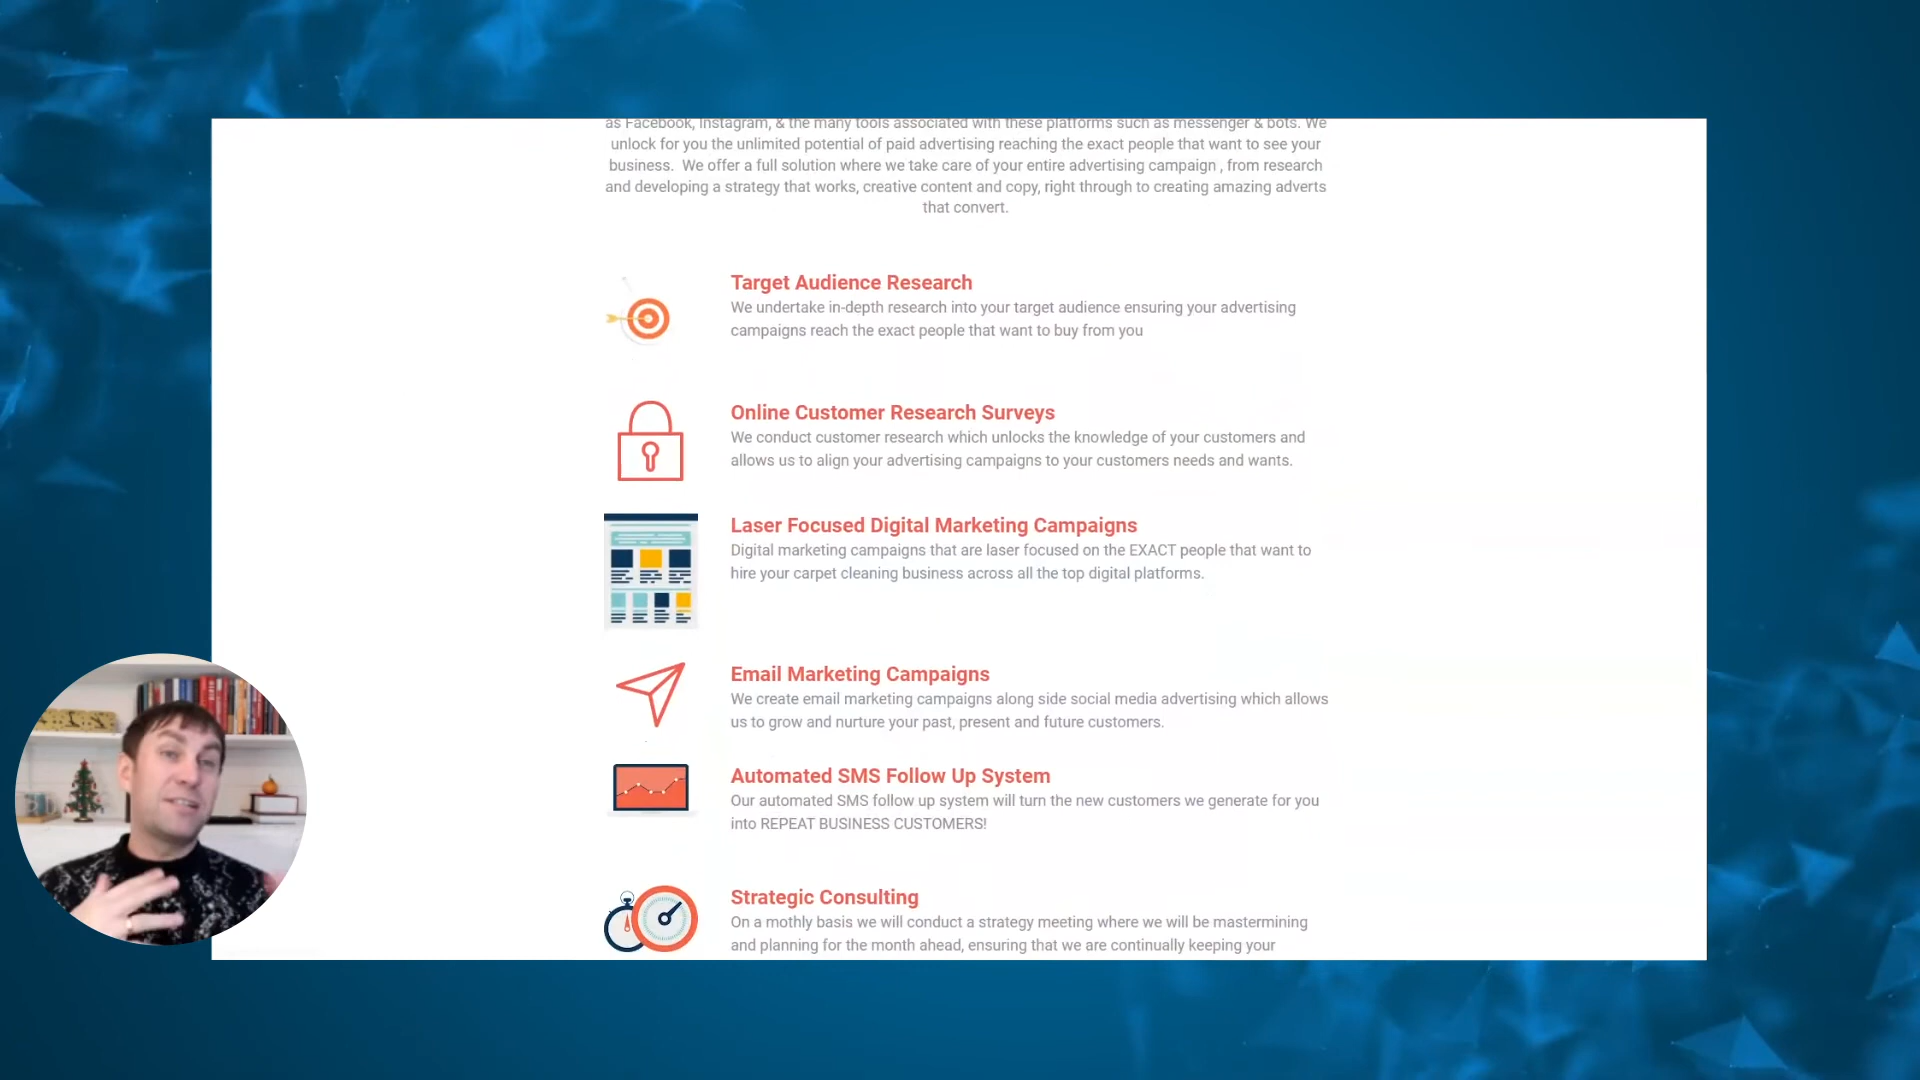 as Facebook, Instagram, & the many tools associated with these platforms such as messenger & bots. We
unlock for you the unlimited potential of paid advertising reaching the exact people that want to see your
business. We offer a full solution where we take care of your entire advertising campaign , from research
and developing a strategy that works, creative content and copy, right through to creating amazing adverts
that convert.
Target Audience Research
We undertake in-depth research into your target audience ensuring your advertising
campaigns reach the exact people that want to buy from you
Online Customer Research Surveys
We conduct customer research which unlocks the knowledge of your customers and
allows us to align your advertising campaigns to your customers needs and wants.
Laser Focused Digital Marketing Campaigns
Digital marketing campaigns that are laser focused on the EXACT people that want to
hire your carpet cleaning business across all the top digital platforms.
Email Marketing Campaigns
We create email marketing campaigns along side social media advertising which allows
us to grow and nurture your past, present and future customers.
Automated SMS Follow Up System
Our automated SMS follow up system will turn the new customers we generate for you
into REPEAT BUSINESS CUSTOMERS!
Strategic Consulting
On a mothly basis we will conduct a strategy meeting where we will be mastermining
and planning for the month ahead, ensuring that we are continually keeping your